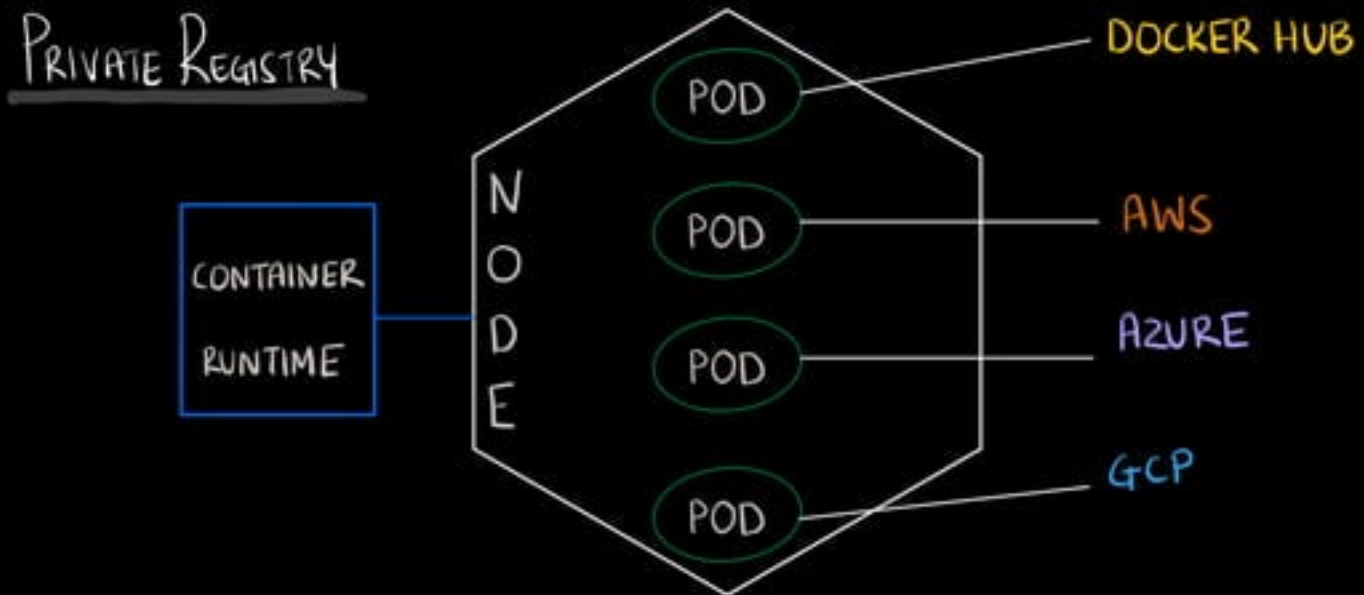 PRIVATE REGISTRY
CONTAINER
RUNTIME
N
O
D
E
POD
POD
POD
POD
DOCKER HUB
AWS
AZURE
GCP